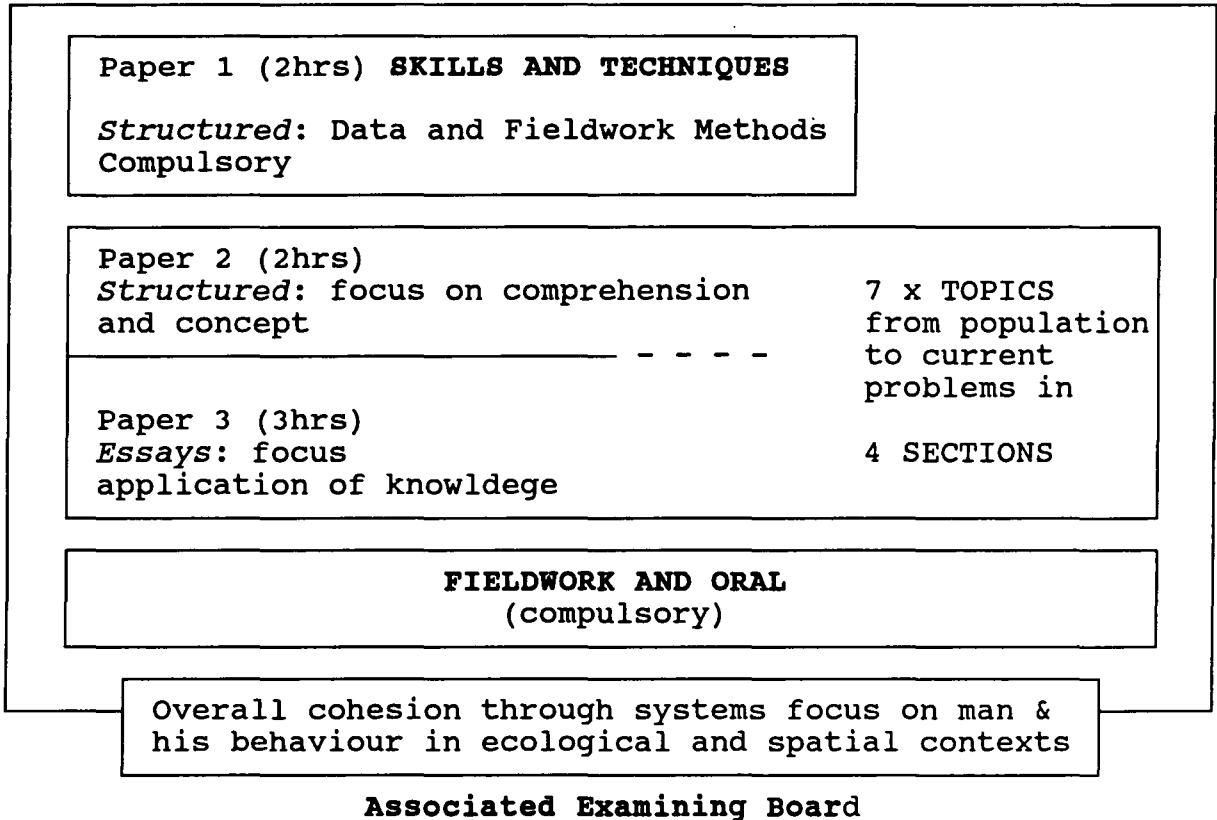 Paper 1 (2hrs) SKILLS AND TECHNIQUES
Structured: Data and Fieldwork Methods
Compulsory
Paper 2 (2hrs)
Structured: focus on comprehension
and concept
7 x TOPICS
from population
to current
problems in
4 SECTIONS
Paper 3 (3hrs)
Essays: focus
application of knowldege
FIELDWORK AND ORAL
(compulsory)
Overall cohesion through systems focus on man &
his behaviour in ecological and spatial contexts
Associated Examining Board